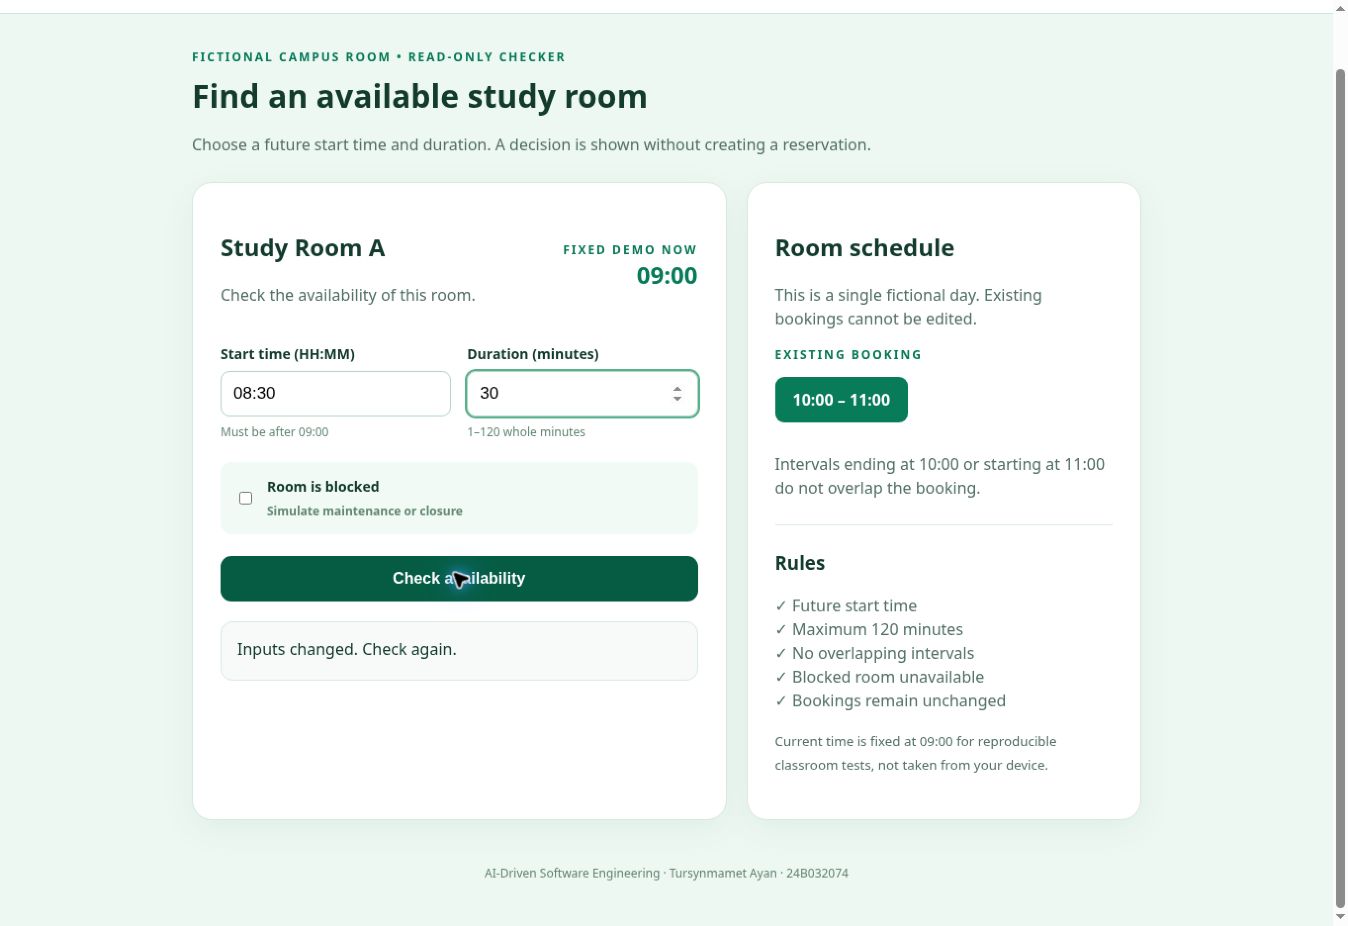 FICTIONAL CAMPUS ROOM • READ-ONLY CHECKER
Find an available study room
Choose a future start time and duration. A decision is shown without creating a reservation.
Study Room A
FIXED DEMO NOW
09:00
Check the availability of this room.
Start time (HH:MM)
Duration (minutes)
08:30
30
Must be after 09:00
1–120 whole minutes
Room is blocked
Simulate maintenance or closure
Check availability
Inputs changed. Check again.
Room schedule
This is a single fictional day. Existing
bookings cannot be edited.
EXISTING BOOKING
10:00 – 11:00
Intervals ending at 10:00 or starting at 11:00
do not overlap the booking.
Rules
✓ Future start time
✓ Maximum 120 minutes
✓ No overlapping intervals
✓ Blocked room unavailable
✓ Bookings remain unchanged
Current time is fixed at 09:00 for reproducible
classroom tests, not taken from your device.
AI-Driven Software Engineering · Tursynmamet Ayan · 24B032074